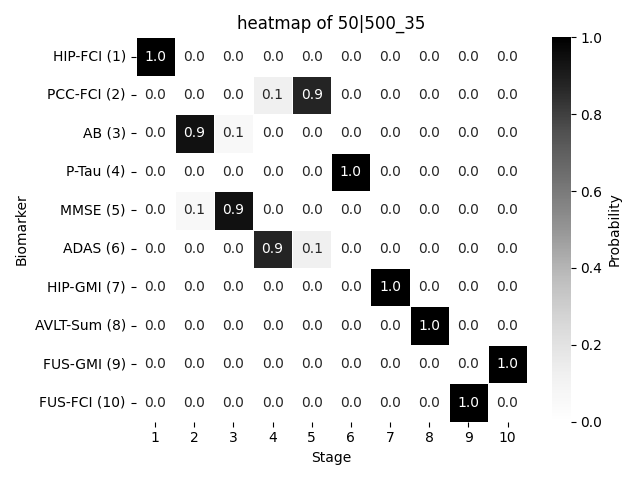 heatmap of 50|500_35
HIP-FCI (1) 1.0 0.0 0.0 0.0 0.0 0.0 0.0 0.0 0.0 0.0
PCC-FCI (2) 0.0 0.0 0.0 0.1 0.9 0.0 0.0 0.0 0.0 0.0
AB (3) 0.0 0.9 0.1 0.0 0.0 0.0 0.0 0.0 0.0 0.0
P-Tau (4) 0.0 0.0 0.0 0.0 0.0 1.0 0.0 0.0 0.0 0.0
MMSE (5) 0.0 0.1 0.9 0.0 0.0 0.0 0.0 0.0 0.0 0.0
ADAS (6) 0.0 0.0 0.0 0.9 0.1 0.0 0.0 0.0 0.0 0.0
HIP-GMI (7) 0.0 0.0 0.0 0.0 0.0 0.0 1.0 0.0 0.0 0.0
AVLT-Sum (8) 0.0 0.0 0.0 0.0 0.0 0.0 0.0 1.0 0.0 0.0
FUS-GMI (9) 0.0 0.0 0.0 0.0 0.0 0.0 0.0 0.0 0.0 1.0
FUS-FCI (10) 0.0 0.0 0.0 0.0 0.0 0.0 0.0 0.0 1.0 0.0
1 2 3 4 5 6 7 8 9 10
Stage
Biomarker
1.0
0.8
0.6
0.4
0.2
0.0
Probability